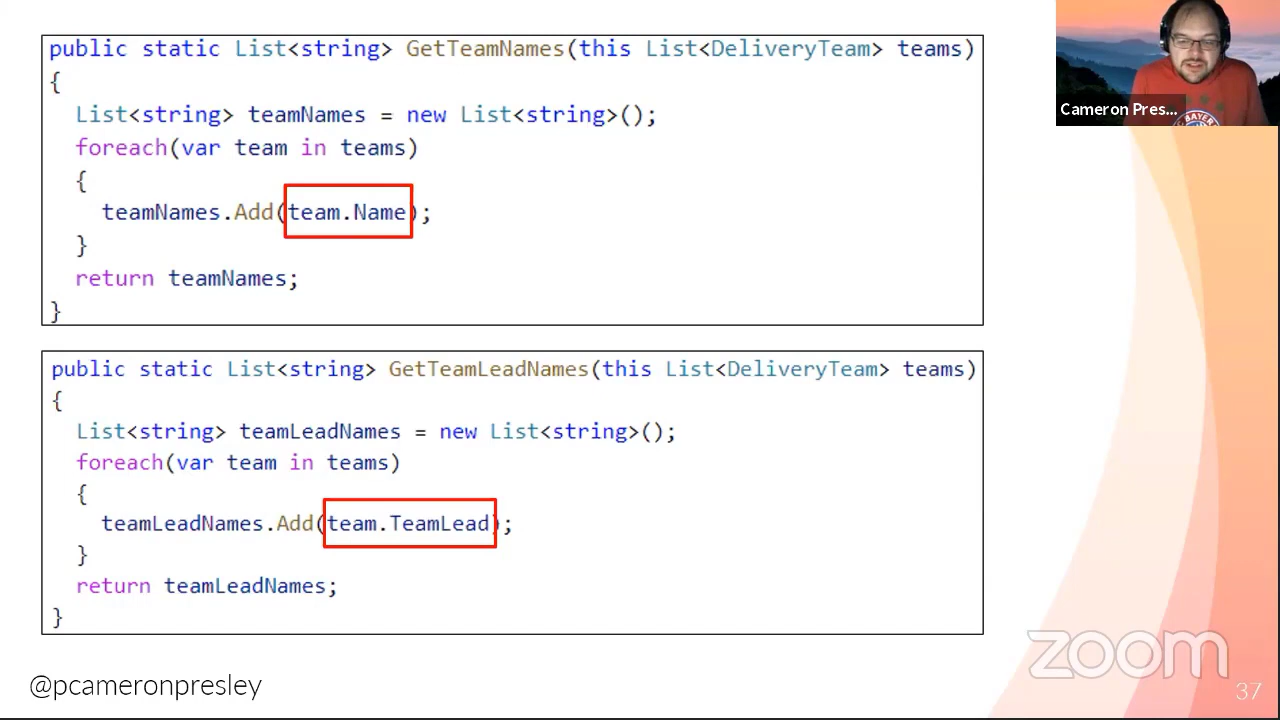 public static List<string> GetTeamNames(this List<DeliveryTeam> teams)
{
List<string> teamNames = new List<string>();
foreach(var team in teams)
{
teamNames.Add(team.Name);
}
return teamNames;
}
public static List<string> GetTeamLeadNames(this List<DeliveryTeam> teams)
{
List<string> teamLeadNames = new List<string>();
foreach(var team in teams)
{
teamLeadNames.Add(team.TeamLead);
}
return teamLeadNames;
}
@pcameronpresley
Cameron Pres...
BAYER
zoom
37